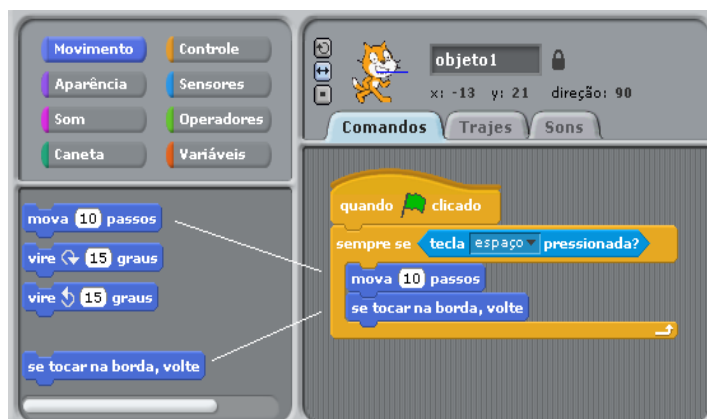 Movimento Controle
Aparência Sensores
Som Operadores
Caneta Variáveis
mova 10 passos
vire 15 graus
vire 15 graus
se tocar na borda, volte
objeto1
x: -13 y: 21 direção: 90
Comandos Trajes Sons
quando clicado
sempre se tecla espaço pressionada?
mova 10 passos
se tocar na borda, volte